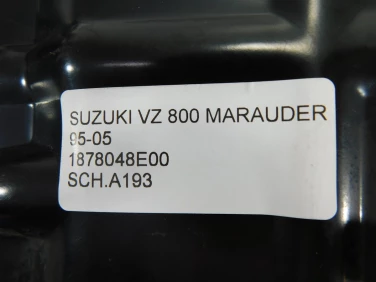 SUZUKI VZ 800 MARAUDER
95-05
1878048E00
SCH.A193